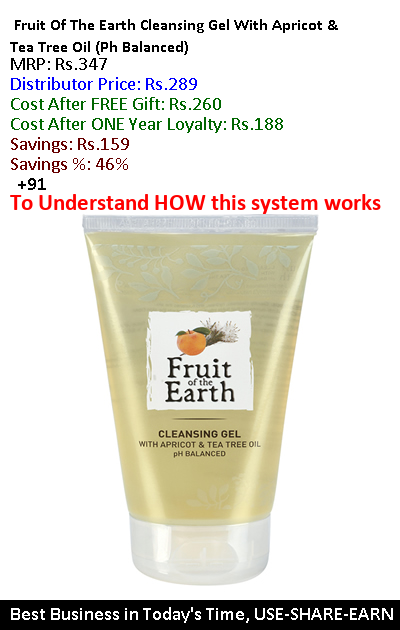 Fruit Of The Earth Cleansing Gel With Apricot &
Tea Tree Oil (Ph Balanced)
MRP: Rs.347
Distributor Price: Rs.289
Cost After FREE Gift: Rs.260
Cost After ONE Year Loyalty: Rs.188
Savings: Rs.159
Savings %: 46%
+91
To Understand HOW this system works
Fruit
of the
Earth
CLEANSING GEL
WITH APRICOT & TEA TREE OIL
pH BALANCED
Best Business in Today's Time, USE-SHARE-EARN